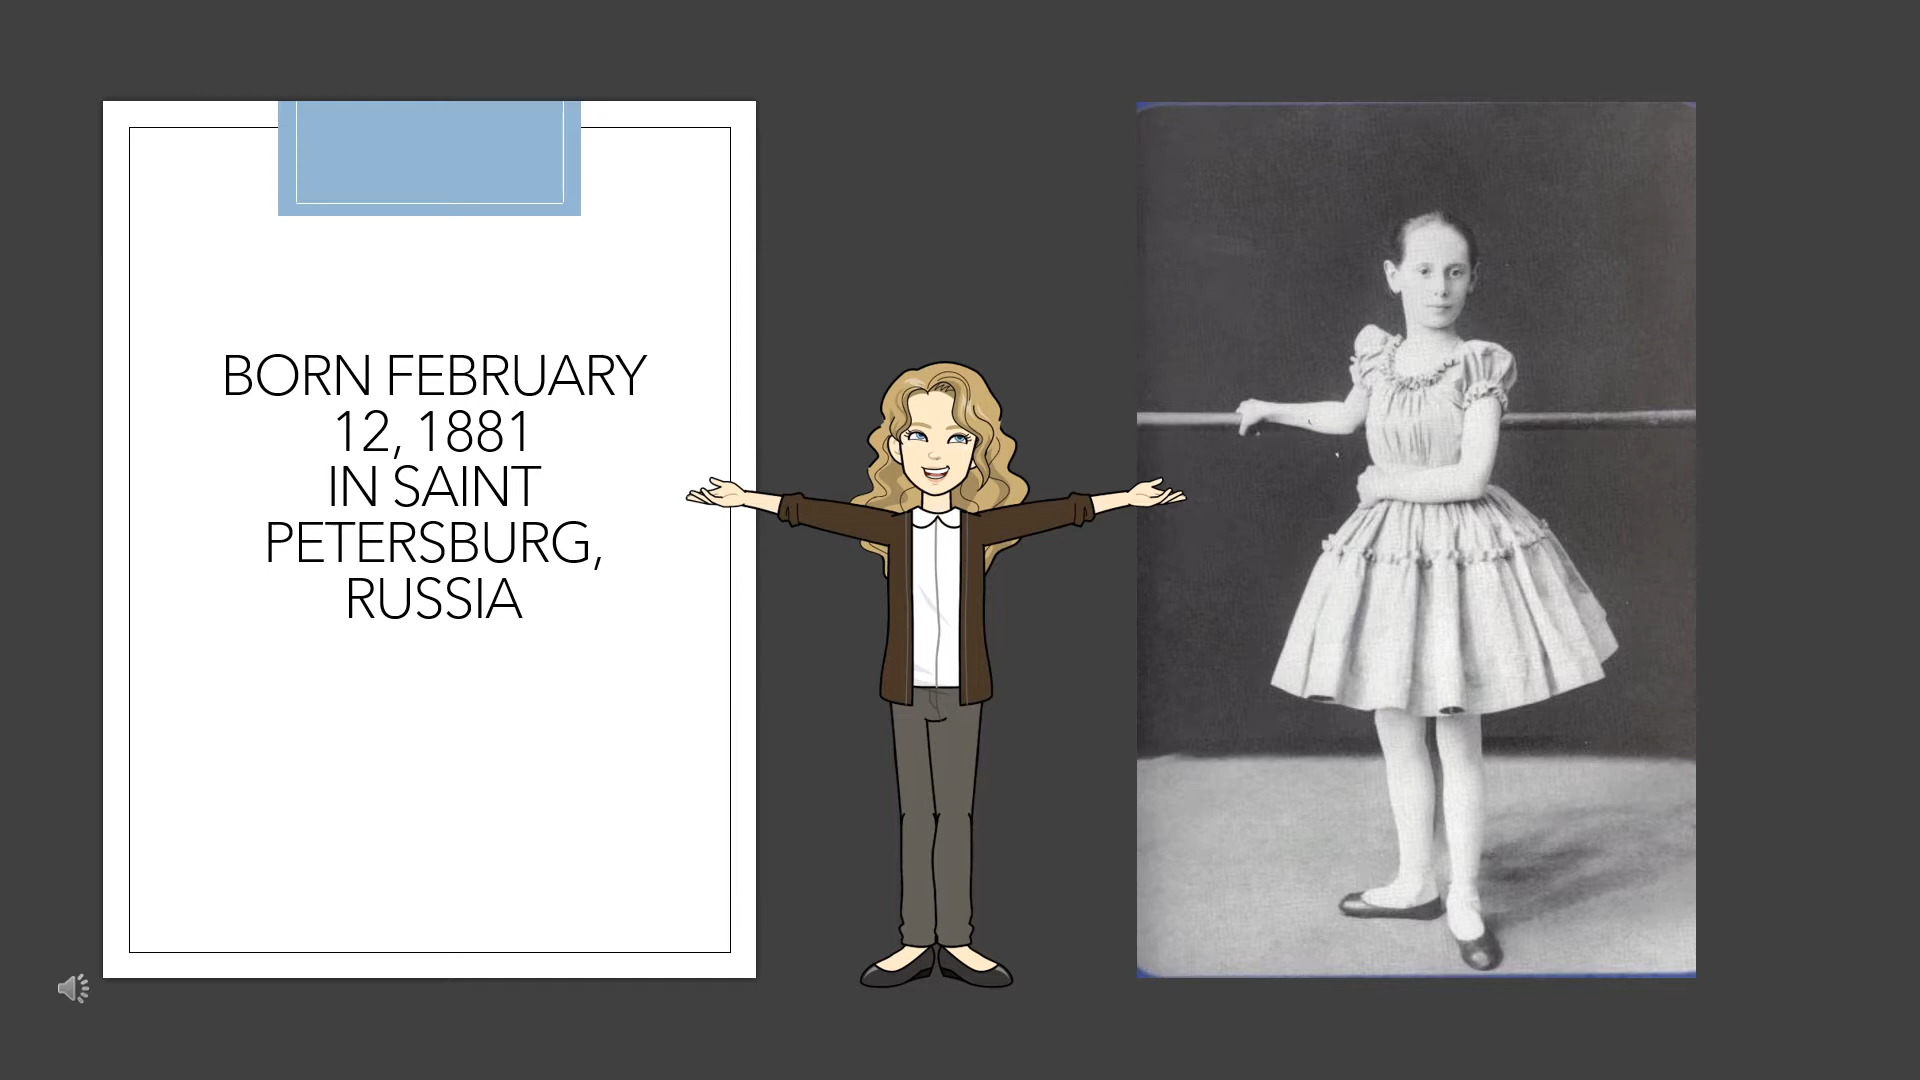 BORN FEBRUARY
12, 1881
IN SAINT
PETERSBURG,
RUSSIA